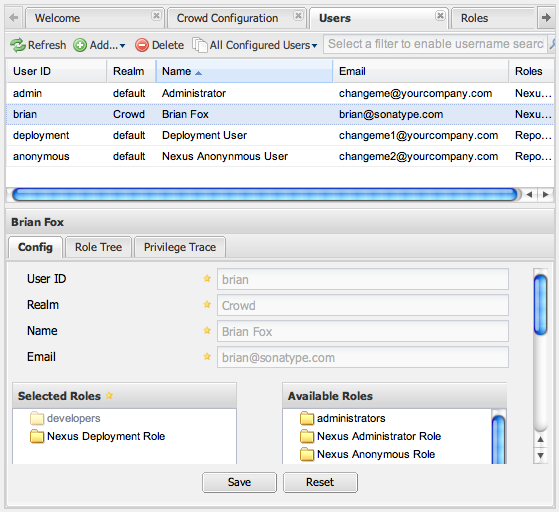 Welcome Crowd Configuration Users Roles
Refresh Add... Delete All Configured Users Select a filter to enable username searc
User ID Realm Name Email Roles
admin default Administrator changeme@yourcompany.com Nexu...
brian Crowd Brian Fox brian@sonatype.com Nexu...
deployment default Deployment User changeme1@yourcompany.com Repo...
anonymous default Nexus Anonynmous User changeme2@yourcompany.com Repo...
Brian Fox
Config Role Tree Privilege Trace
User ID brian
Realm Crowd
Name Brian Fox
Email brian@sonatype.com
Selected Roles Available Roles
developers administrators
Nexus Deployment Role Nexus Administrator Role
Nexus Anonymous Role
Save Reset